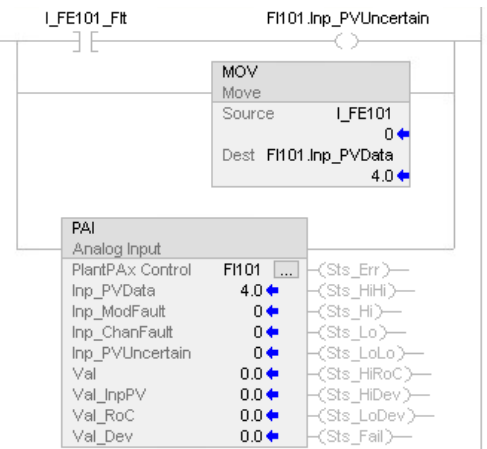 I_FE101_Flt FI101.Inp_PVUncertain
MOV
Move
Source I_FE101
0
Dest FI101.Inp_PVData
4.0
PAI
Analog Input
PlantPAx Control FI101 ... (Sts_Err)
Inp_PVData 4.0 (Sts_HiHi)
Inp_ModFault 0 (Sts_Hi)
Inp_ChanFault 0 (Sts_Lo)
Inp_PVUncertain 0 (Sts_LoLo)
Val 0.0 (Sts_HiRoC)
Val_InpPV 0.0 (Sts_HiDev)
Val_RoC 0.0 (Sts_LoDev)
Val_Dev 0.0 (Sts_Fail)